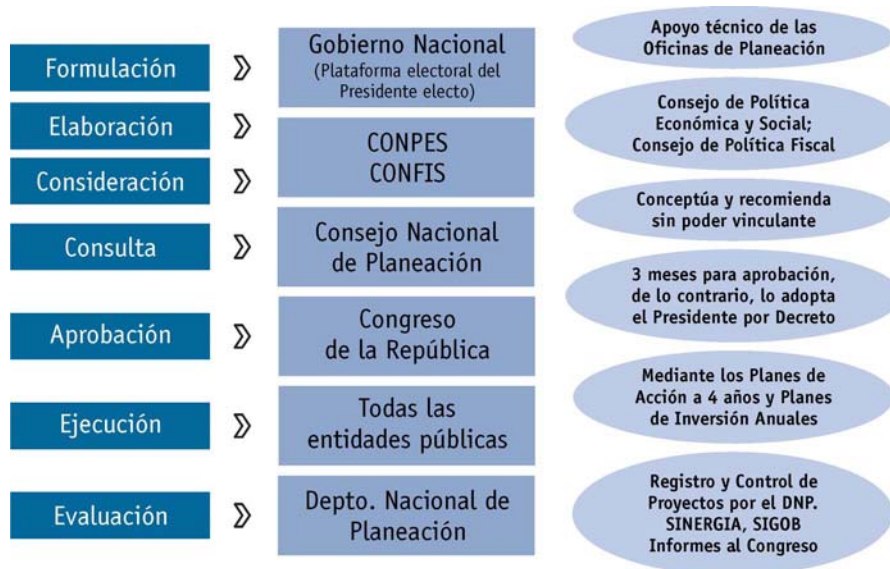 Formulación
Gobierno Nacional
(Plataforma electoral del
Presidente electo)
Apoyo técnico de las
Oficinas de Planeación
Elaboración
Consideración
CONPES
CONFIS
Consejo de Política
Económica y Social;
Consejo de Política Fiscal
Consulta
Consejo Nacional
de Planeación
Conceptúa y recomienda
sin poder vinculante
Aprobación
Congreso
de la República
3 meses para aprobación,
de lo contrario, lo adopta
el Presidente por Decreto
Ejecución
Todas las
entidades públicas
Mediante los Planes de
Acción a 4 años y Planes
de Inversión Anuales
Evaluación
Depto. Nacional de
Planeación
Registro y Control de
Proyectos por el DNP.
SINERGIA, SIGOB
Informes al Congreso